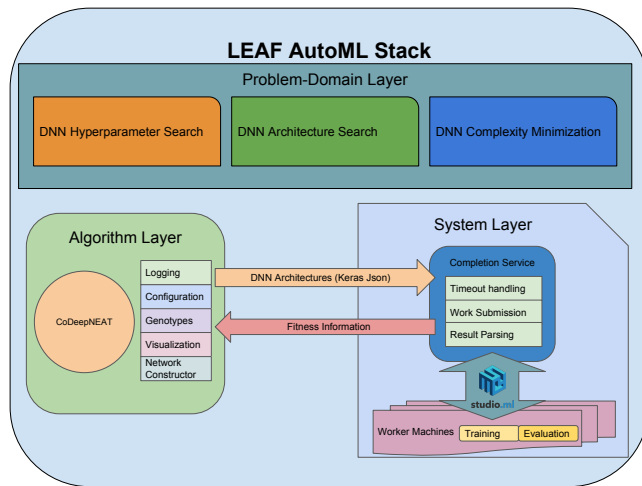 LEAF AutoML Stack
Problem-Domain Layer
DNN Hyperparameter Search
DNN Architecture Search
DNN Complexity Minimization
Algorithm Layer
CoDeepNEAT
Logging
Configuration
Genotypes
Visualization
Network
Constructor
DNN Architectures (Keras Json)
Fitness Information
System Layer
Completion Service
Timeout handling
Work Submission
Result Parsing
studio.ml
Worker Machines
Training
Evaluation